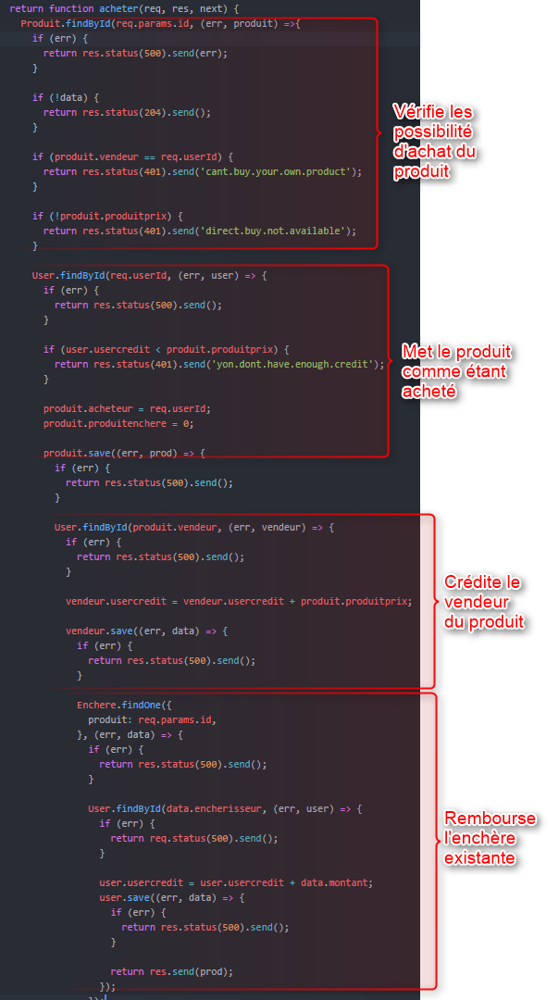 return function acheter(req, res, next) {
Produit.findById(req.params.id, (err, produit) =>{
if (err) {
return res.status(500).send(err);
}
if (!data) {
return res.status(204).send();
}
if (produit.vendeur == req.userId) {
return res.status(401).send('cant.buy.your.own.product');
}
if (!produit.produitprix) {
return res.status(401).send('direct.buy.not.available');
}
Vérifie les
possibilité
d'achat du
produit
User.findById(req.userId, (err, user) => {
if (err) {
return res.status(500).send();
}
if (user.usercredit < produit.produitprix) {
return res.status(401).send('yon.dont.have.enough.credit');
}
produit.acheteur = req.userId;
produit.produitenchere = 0;
produit.save((err, prod) => {
Met le produit
comme étant
acheté
if (err) {
return res.status(500).send();
}
User.findById(produit.vendeur, (err, vendeur) => {
if (err) {
return res.status(500).send();
}
vendeur.usercredit = vendeur.usercredit + produit.produitprix;
vendeur.save((err, data) => {
if (err) {
return res.status(500).send();
}
Crédite le
vendeur
du produit
Enchere.findOne({
produit: req.params.id,
}, (err, data) => {
if (err) {
return res.status(500).send();
}
User.findById(data.encherisseur, (err, user) => {
if (err) {
return req.status(500).send();
}
user.usercredit = user.usercredit + data.montant;
user.save((err, data) => {
if (err) {
return res.status(500).send();
}
return res.send(prod);
});
});
Rembourse
l'enchère
existante